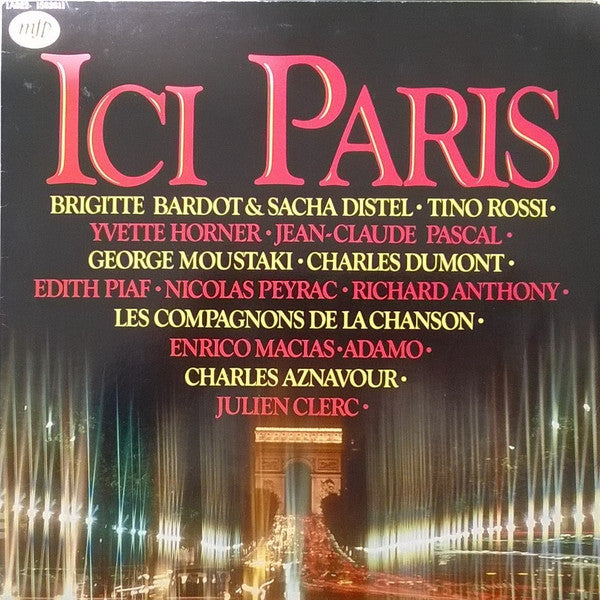 mfp
ICI PARIS
BRIGITTE BARDOT & SACHA DISTEL • TINO ROSSI •
YVETTE HORNER • JEAN-CLAUDE PASCAL •
GEORGE MOUSTAKI • CHARLES DUMONT •
EDITH PIAF • NICOLAS PEYRAC • RICHARD ANTHONY •
LES COMPAGNONS DE LA CHANSON •
ENRICO MACIAS • ADAMO •
CHARLES AZNAVOUR •
JULIEN CLERC •